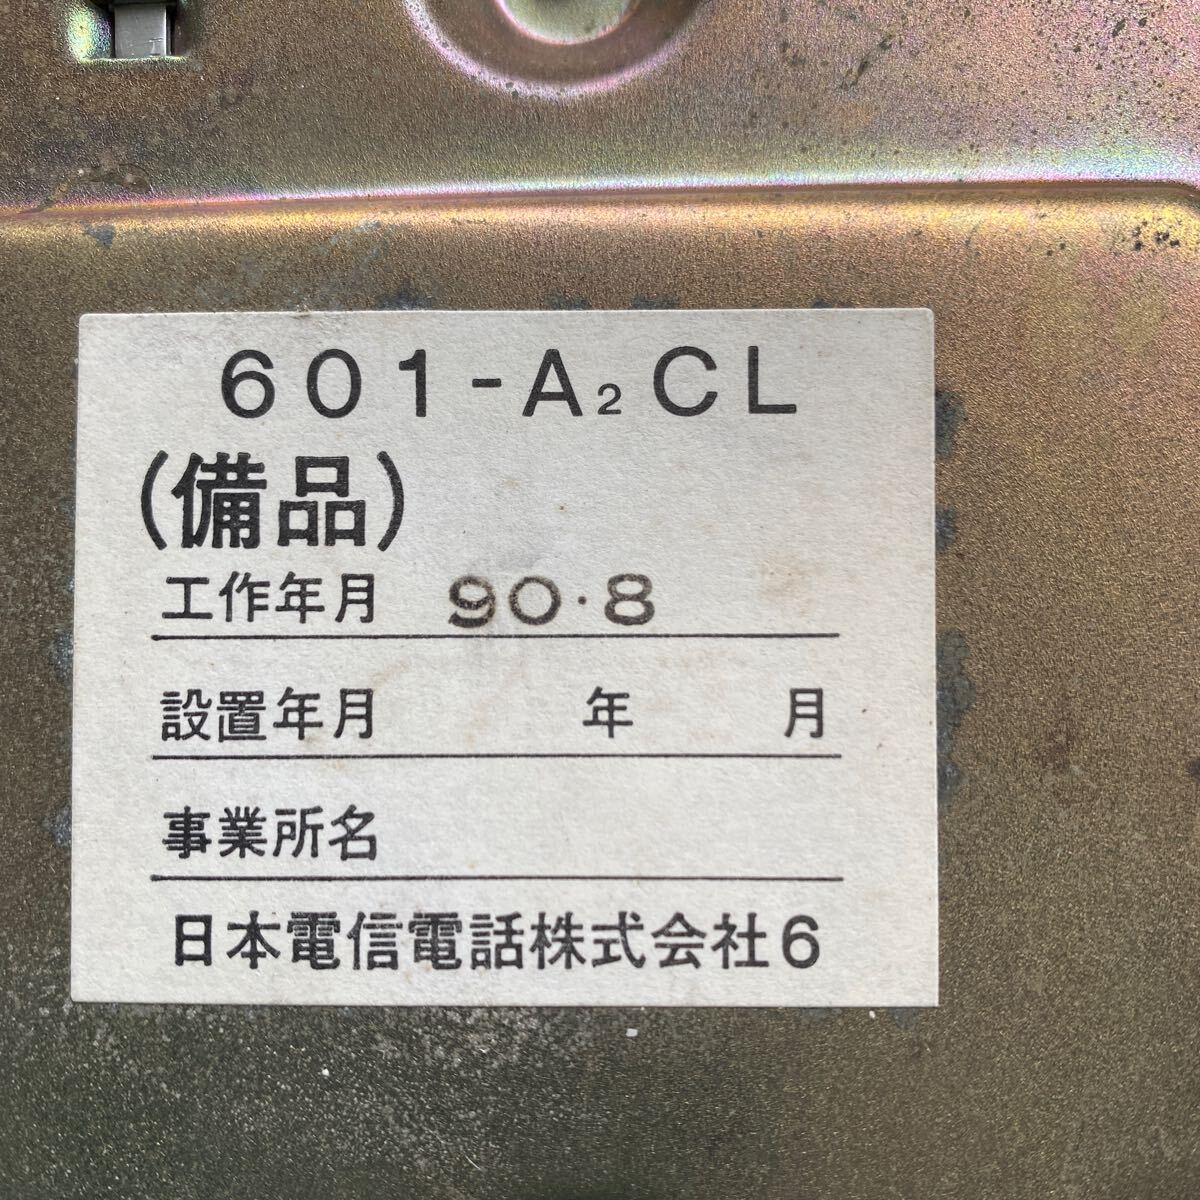 601-A₂CL
(備品)
工作年月 90.8
設置年月 年 月
事業所名
日本電信電話株式会社6